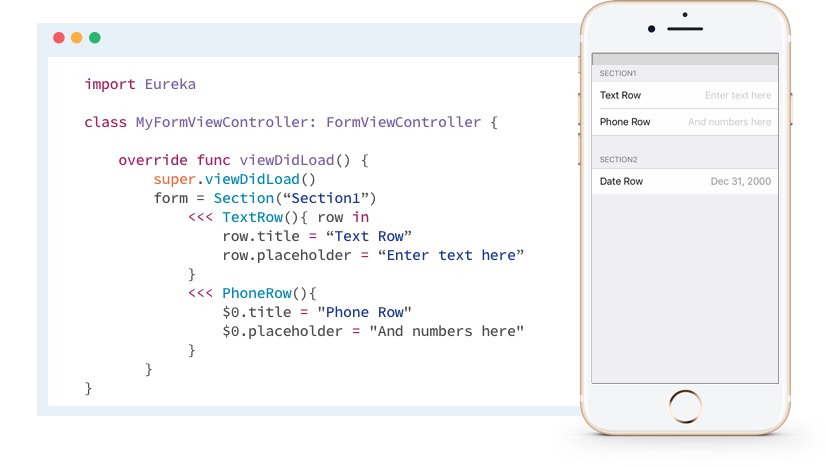 import Eureka
class MyFormViewController: FormViewController {
override func viewDidLoad() {
super.viewDidLoad()
form = Section(“Section1”)
<<< TextRow(){ row in
row.title = “Text Row”
row.placeholder = “Enter text here”
}
<<< PhoneRow(){
$0.title = "Phone Row"
$0.placeholder = "And numbers here"
}
}
}
SECTION1
Text Row Enter text here
Phone Row And numbers here
SECTION2
Date Row Dec 31, 2000